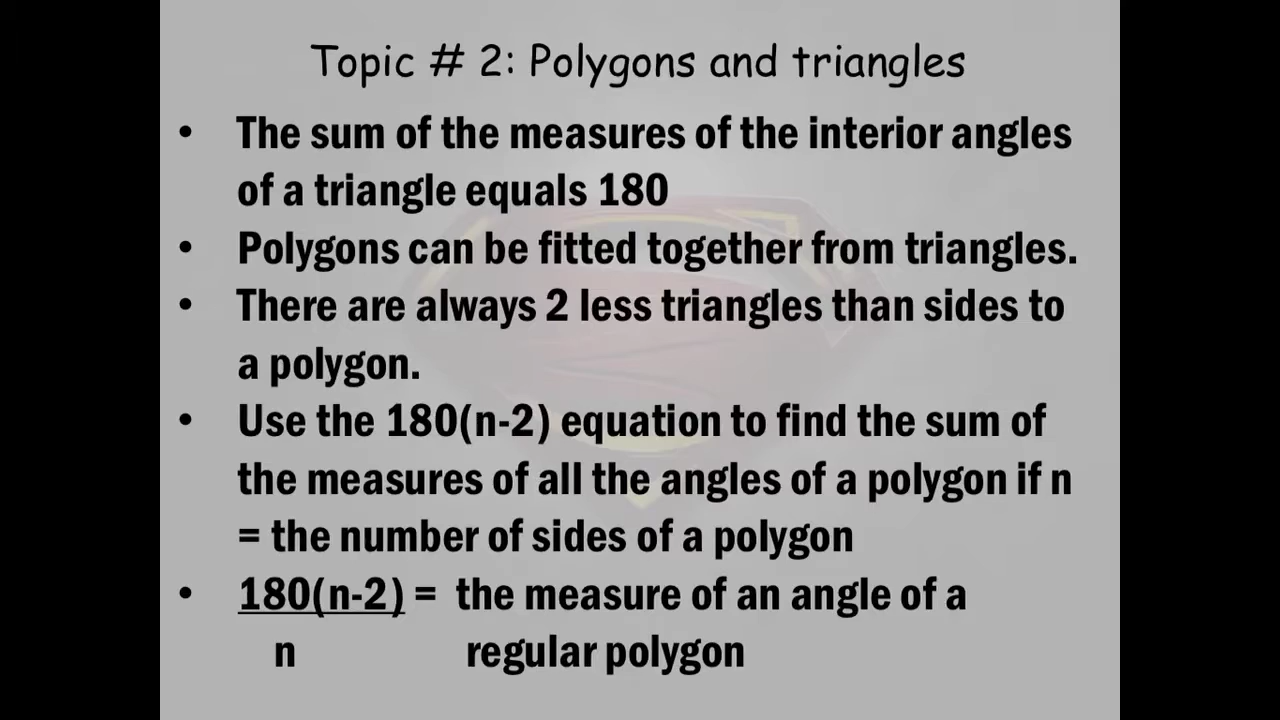 Topic # 2: Polygons and triangles
• The sum of the measures of the interior angles
of a triangle equals 180
• Polygons can be fitted together from triangles.
• There are always 2 less triangles than sides to
a polygon.
• Use the 180(n-2) equation to find the sum of
the measures of all the angles of a polygon if n
= the number of sides of a polygon
• 180(n-2) = the measure of an angle of a
n regular polygon